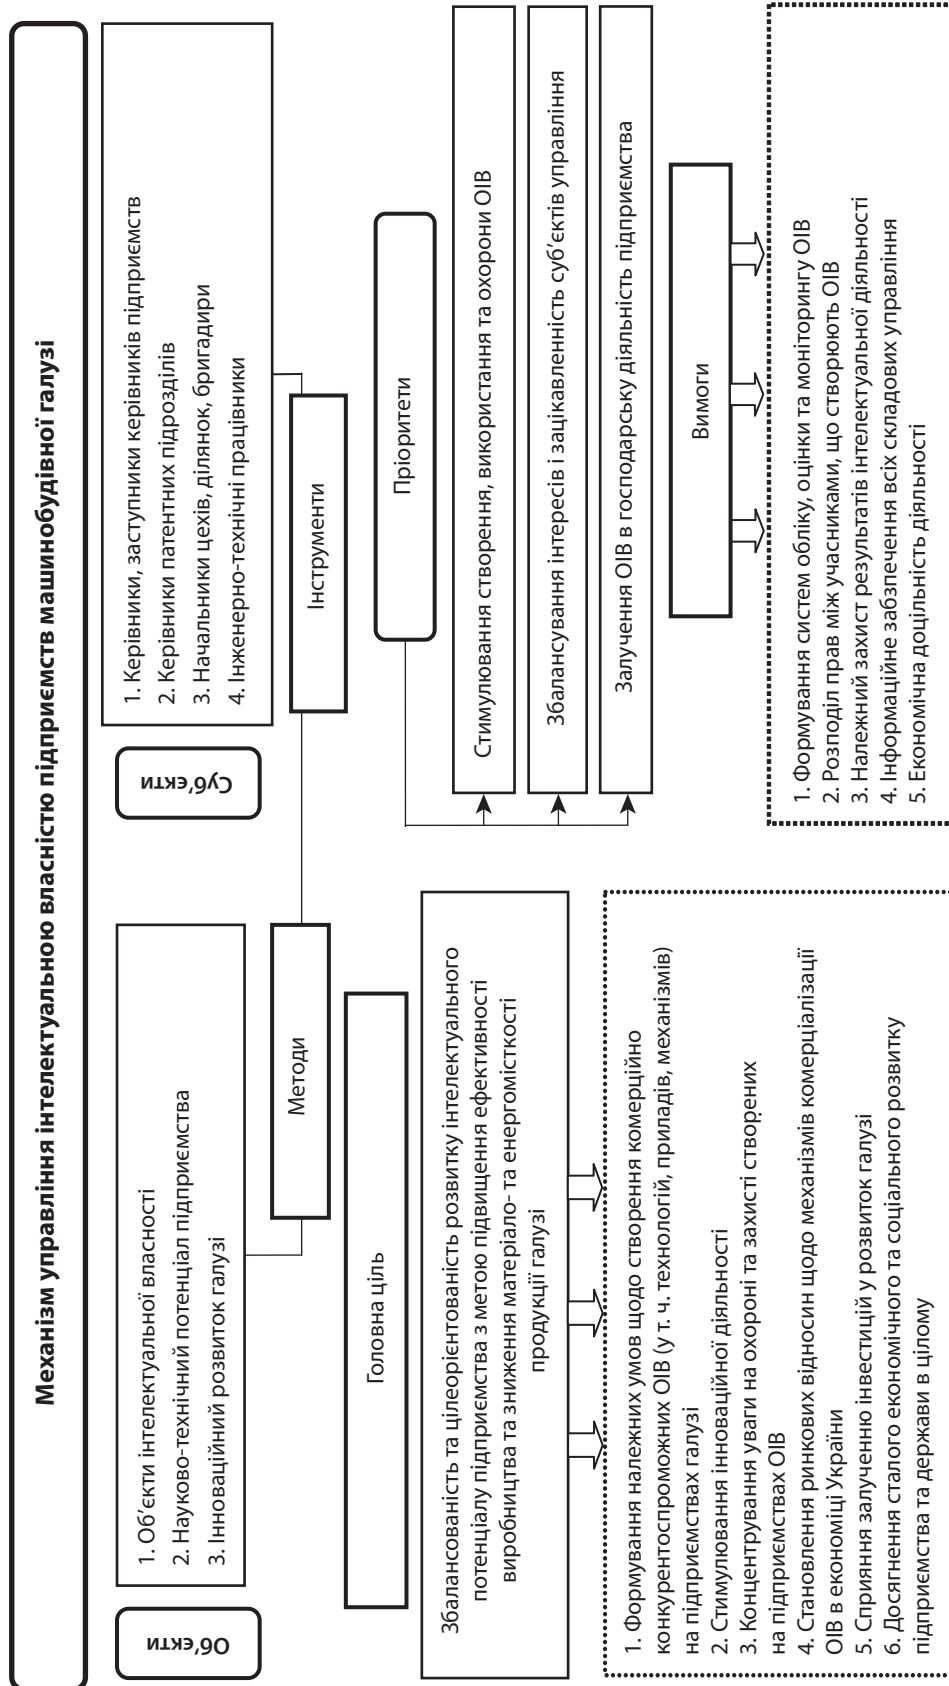 Механізм управління інтелектуальною власністю підприємств машинобудівної галузі
Об’єкти
1. Об’єкти інтелектуальної власності
2. Науково-технічний потенціал підприємства
3. Інноваційний розвиток галузі
Суб’єкти
1. Керівники, заступники керівників підприємств
2. Керівники патентних підрозділів
3. Начальники цехів, ділянок, бригадири
4. Інженерно-технічні працівники
Методи
Інструменти
Головна ціль
Збалансованість та цілеорієнтованість розвитку інтелектуального
потенціалу підприємства з метою підвищення ефективності
виробництва та зниження матеріало- та енергомісткості
продукції галузі
1. Формування належних умов щодо створення комерційно
конкурентоспроможних ОІВ (у т. ч. технологій, приладів, механізмів)
на підприємствах галузі
2. Стимулювання інноваційної діяльності
3. Концентрування уваги на охороні та захисті створених
на підприємствах ОІВ
4. Становлення ринкових відносин щодо механізмів комерціалізації
ОІВ в економіці України
5. Сприяння залученню інвестицій у розвиток галузі
6. Досягнення сталого економічного та соціального розвитку
підприємства та держави в цілому
Пріоритети
Стимулювання створення, використання та охорони ОІВ
Збалансування інтересів і зацікавленність суб’єктів управління
Залучення ОІВ в господарську діяльність підприємства
Вимоги
1. Формування систем обліку, оцінки та моніторингу ОІВ
2. Розподіл прав між учасниками, що створюють ОІВ
3. Належний захист результатів інтелектуальної діяльності
4. Інформаційне забзпечення всіх складових управління
5. Економічна доцільність діяльності